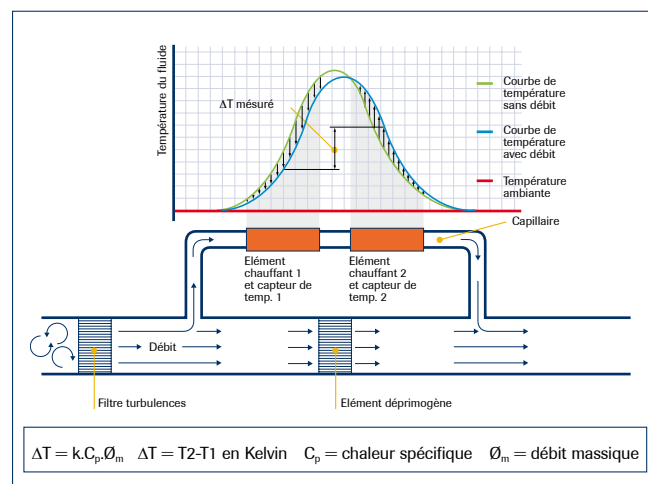 Température du fluide
ΔT mésuré
Courbe de
température
sans débit
Courbe de
température
avec débit
Température
ambiante
Capillaire
Elément
chauffant 1
et capteur de
temp. 1
Elément
chauffant 2
et capteur de
temp. 2
Débit
Filtre turbulences
Elément déprimogène
ΔT = k.Cp.Øm ΔT = T2-T1 en Kelvin Cp = chaleur spécifique Øm = débit massique